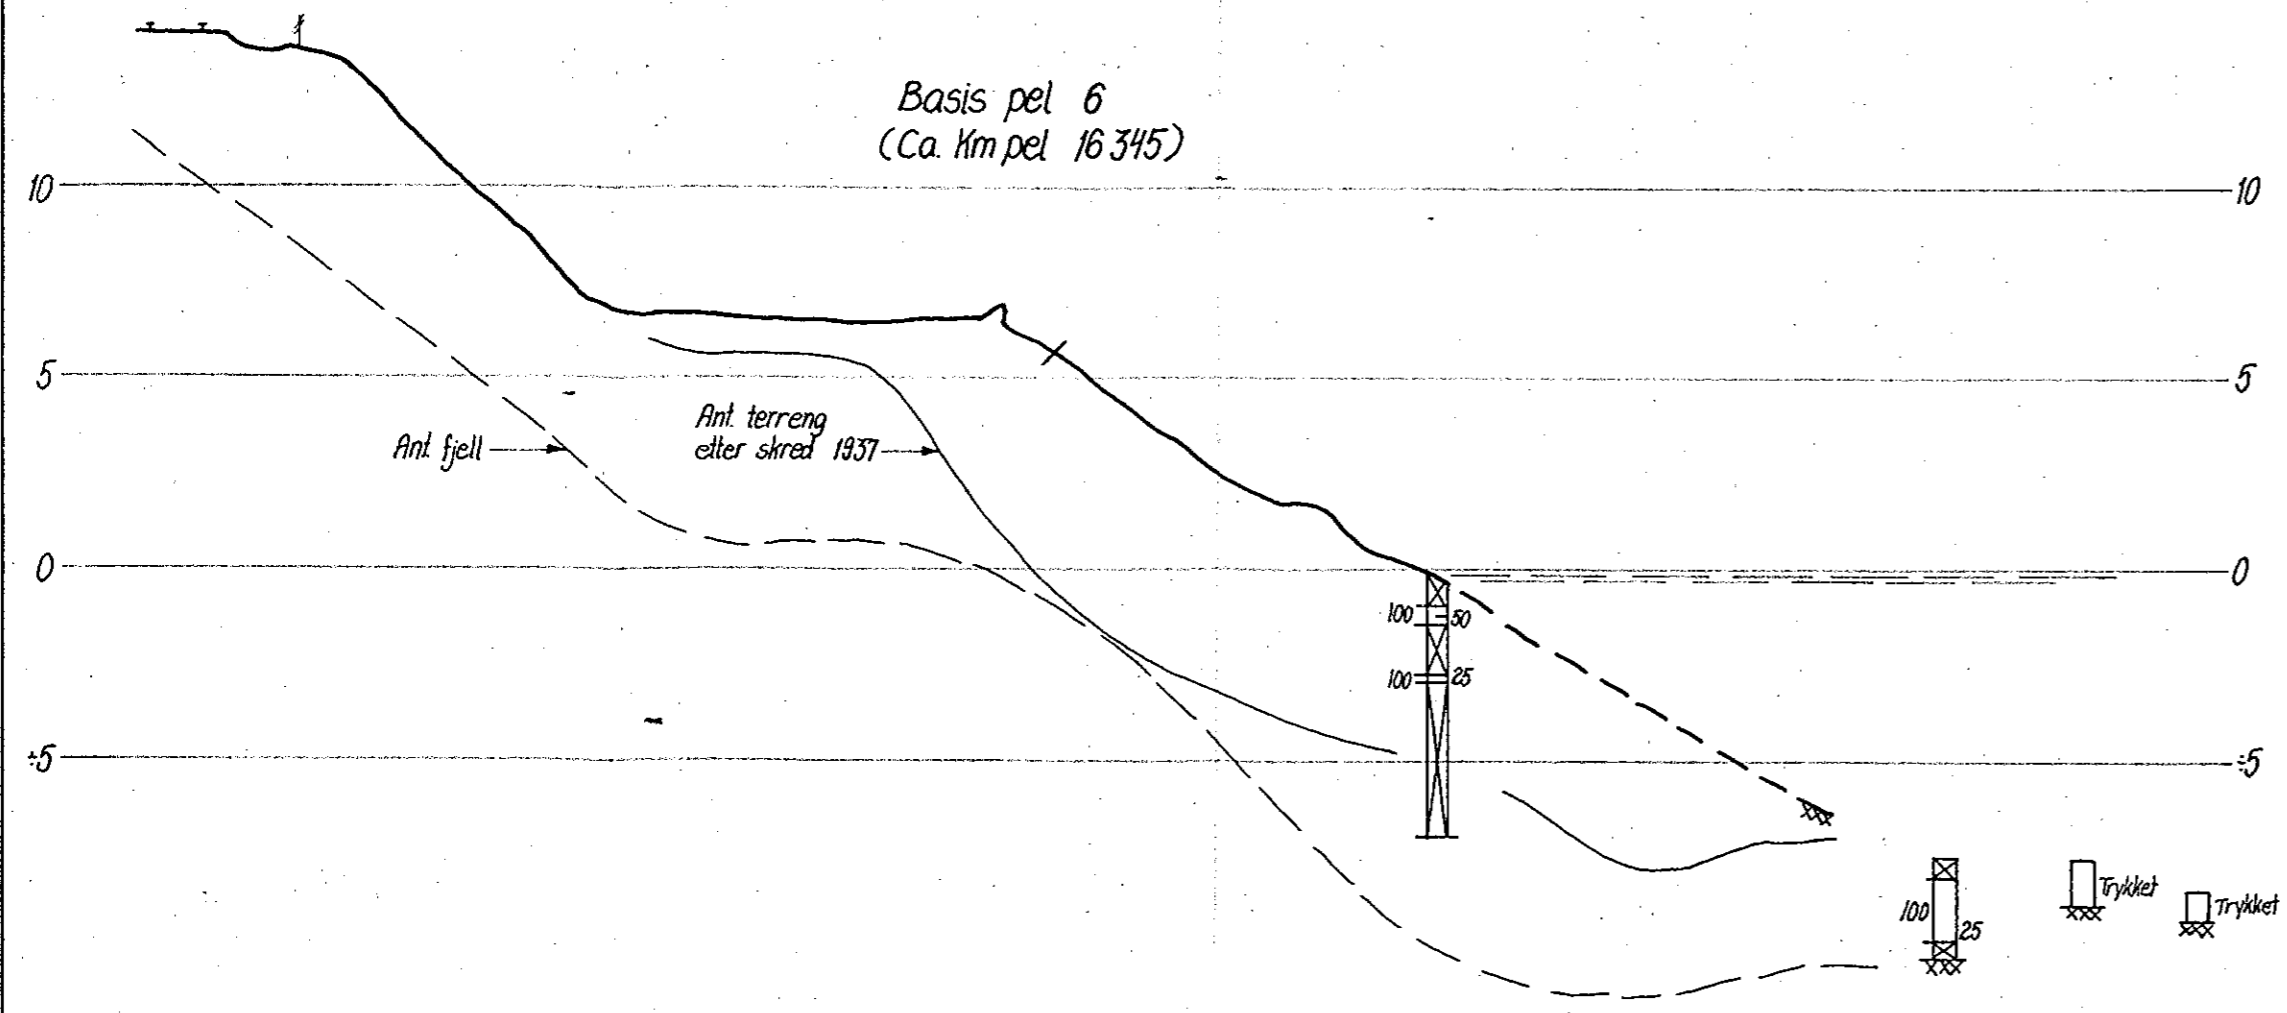 Basis pel 6
(Ca. Km pel 16 345)
10
10
5
5
Ant. terreng
etter skred 1937
Ant. fjell
0
0
100
50
100
25
÷5
÷5
100
25
Trykket
Trykket